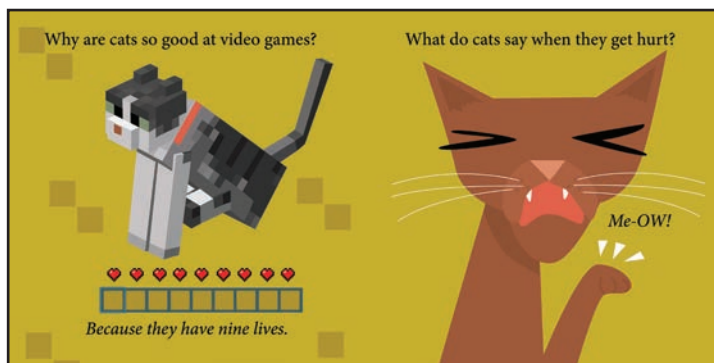 Why are cats so good at video games?
Because they have nine lives.
What do cats say when they get hurt?
Me-OW!